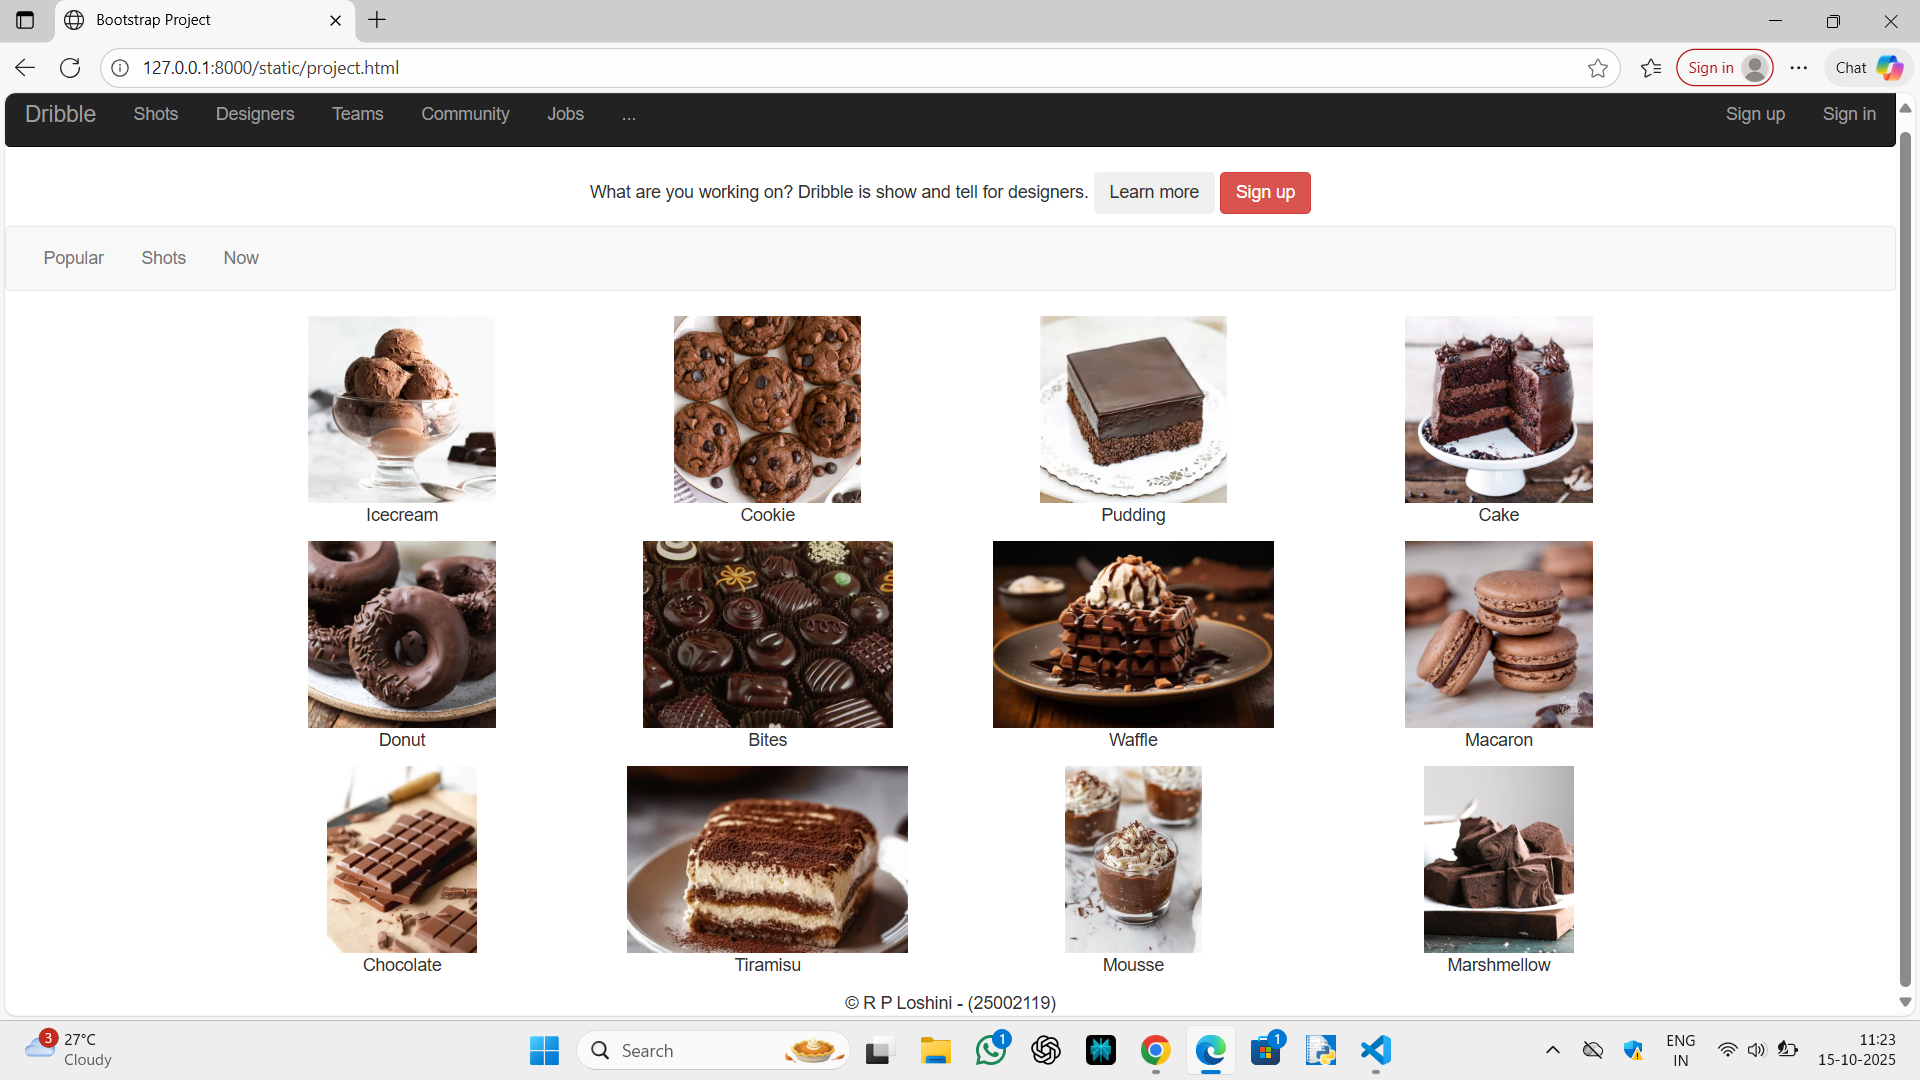 Bootstrap Project
127.0.0.1:8000/static/project.html
Sign in
Chat
Dribble Shots Designers Teams Community Jobs ... Sign up Sign in
What are you working on? Dribble is show and tell for designers. Learn more Sign up
Popular Shots Now
Icecream Cookie Pudding Cake
Donut Bites Waffle Macaron
Chocolate Tiramisu Mousse Marshmellow
© R P Loshini - (25002119)
3
27°C
Cloudy
Search
1
1
ENG
IN
11:23
15-10-2025